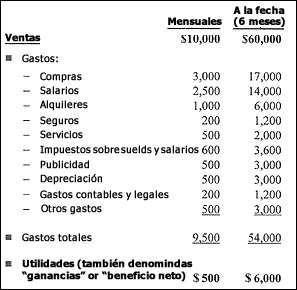 Mensuales A la fecha (6 meses)
Ventas $10,000 $60,000
Gastos:
– Compras 3,000 17,000
– Salarios 2,500 14,000
– Alquileres 1,000 6,000
– Seguros 200 1,200
– Servicios 500 2,000
– Impuestos sobre suelds y salarios 600 3,600
– Publicidad 500 3,000
– Depreciación 500 3,000
– Gastos contables y legales 200 1,200
– Otros gastos 500 3,000
Gastos totales 9,500 54,000
Utilidades (también denomindas
"ganancias" or "beneficio neto) $ 500 $ 6,000